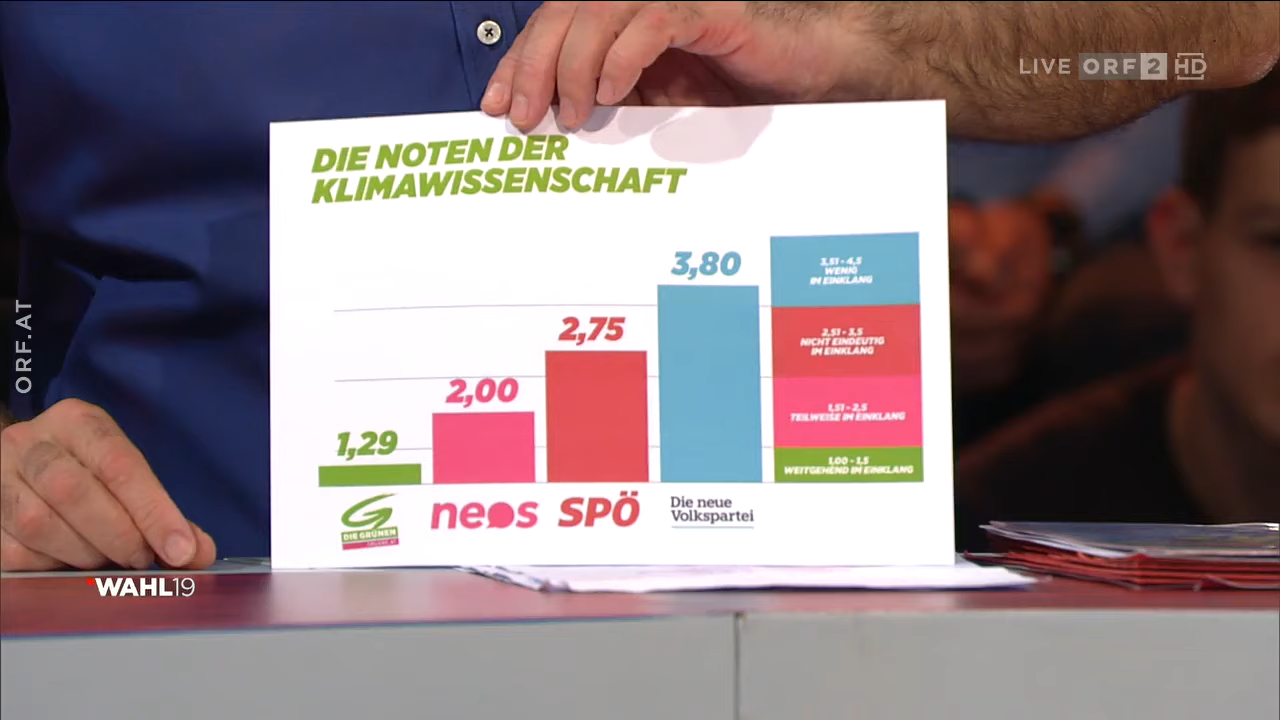 LIVE ORF 2 HD
ORF.AT
DIE NOTEN DER
KLIMAWISSENSCHAFT
1,29
2,00
2,75
3,80
3,51 - 4,5
WENIG
IM EINKLANG
2,51 - 3,5
NICHT EINDEUTIG
IM EINKLANG
1,51 - 2,5
TEILWEISE IM EINKLANG
1,00 - 1,5
WEITGEHEND IM EINKLANG
DIE GRÜNEN
neos
SPÖ
Die neue
Volkspartei
WAHL19